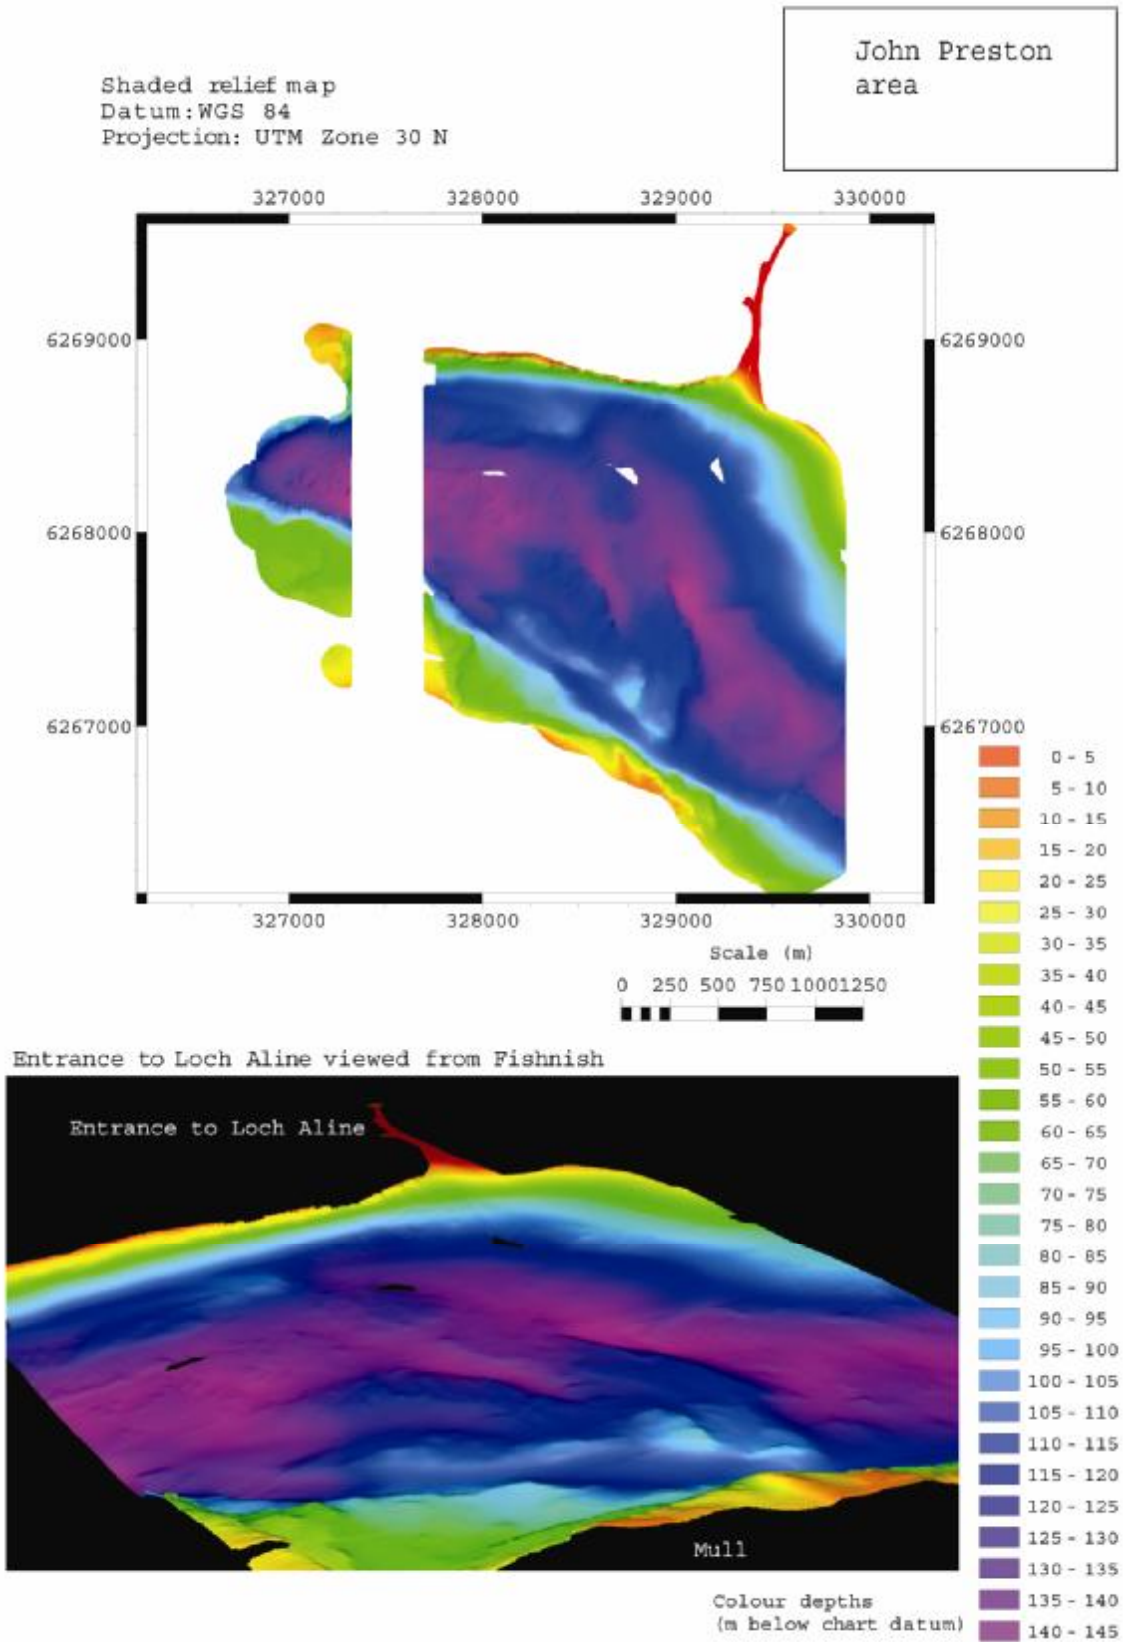 John Preston
area
Shaded relief map
Datum:WGS 84
Projection: UTM Zone 30 N
327000 328000 329000 330000
6269000 6269000
6268000 6268000
6267000 6267000
327000 328000 329000 330000
Scale (m)
0 250 500 750 1000 1250
0 - 5
5 - 10
10 - 15
15 - 20
20 - 25
25 - 30
30 - 35
35 - 40
40 - 45
45 - 50
50 - 55
55 - 60
60 - 65
65 - 70
70 - 75
75 - 80
80 - 85
85 - 90
90 - 95
95 - 100
100 - 105
105 - 110
110 - 115
115 - 120
120 - 125
125 - 130
130 - 135
135 - 140
140 - 145
Entrance to Loch Aline viewed from Fishnish
Entrance to Loch Aline
Mull
Colour depths
(m below chart datum)